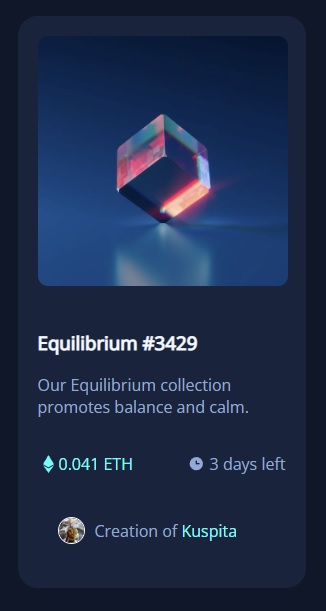 Equilibrium #3429
Our Equilibrium collection
promotes balance and calm.
0.041 ETH 3 days left
Creation of Kuspita